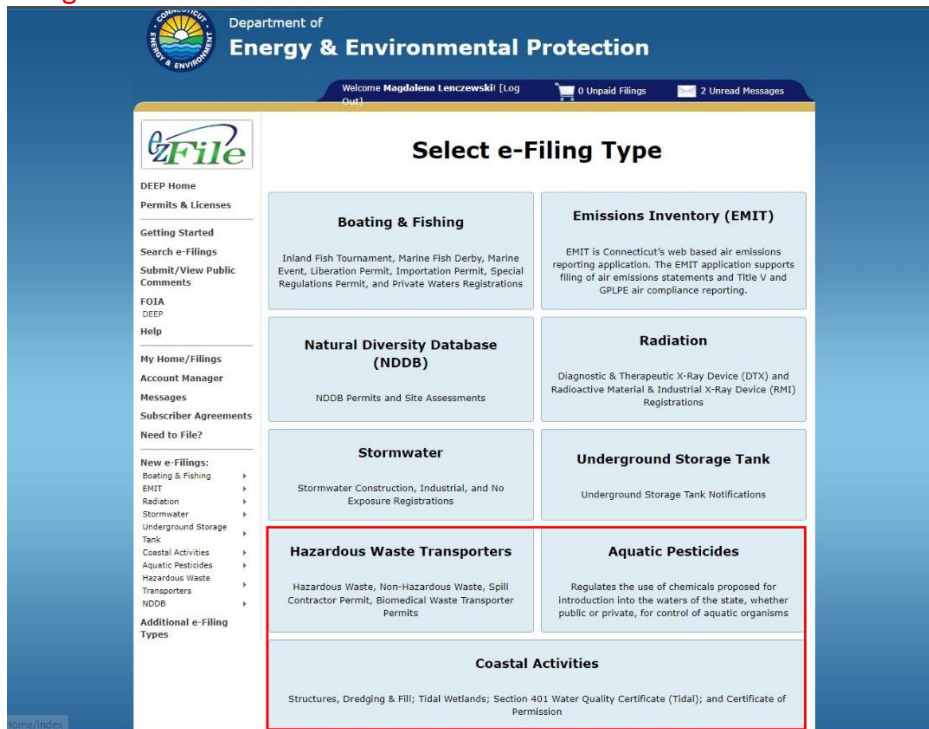 CONNECTICUT
ENERGY & ENVIRONMENT
Department of
Energy & Environmental Protection
Welcome Magdalena Lenczewski! [Log
Out]
0 Unpaid Filings
2 Unread Messages
ezFile
DEEP Home
Permits & Licenses
Getting Started
Search e-Filings
Submit/View Public
Comments
FOIA
DEEP
Help
My Home/Filings
Account Manager
Messages
Subscriber Agreements
Need to File?
New e-Filings:
Boating & Fishing
EMIT
Radiation
Stormwater
Underground Storage
Tank
Coastal Activities
Aquatic Pesticides
Hazardous Waste
Transporters
NDDB
Additional e-Filing
Types
Select e-Filing Type
Boating & Fishing
Inland Fish Tournament, Marine Fish Derby, Marine
Event, Liberation Permit, Importation Permit, Special
Regulations Permit, and Private Waters Registrations
Emissions Inventory (EMIT)
EMIT is Connecticut's web based air emissions
reporting application. The EMIT application supports
filing of air emissions statements and Title V and
GPLPE air compliance reporting.
Natural Diversity Database
(NDDB)
NDDB Permits and Site Assessments
Radiation
Diagnostic & Therapeutic X-Ray Device (DTX) and
Radioactive Material & Industrial X-Ray Device (RMI)
Registrations
Stormwater
Stormwater Construction, Industrial, and No
Exposure Registrations
Underground Storage Tank
Underground Storage Tank Notifications
Hazardous Waste Transporters
Hazardous Waste, Non-Hazardous Waste, Spill
Contractor Permit, Biomedical Waste Transporter
Permits
Aquatic Pesticides
Regulates the use of chemicals proposed for
introduction into the waters of the state, whether
public or private, for control of aquatic organisms
Coastal Activities
Structures, Dredging & Fill; Tidal Wetlands; Section 401 Water Quality Certificate (Tidal); and Certificate of
Permission
Home/Index